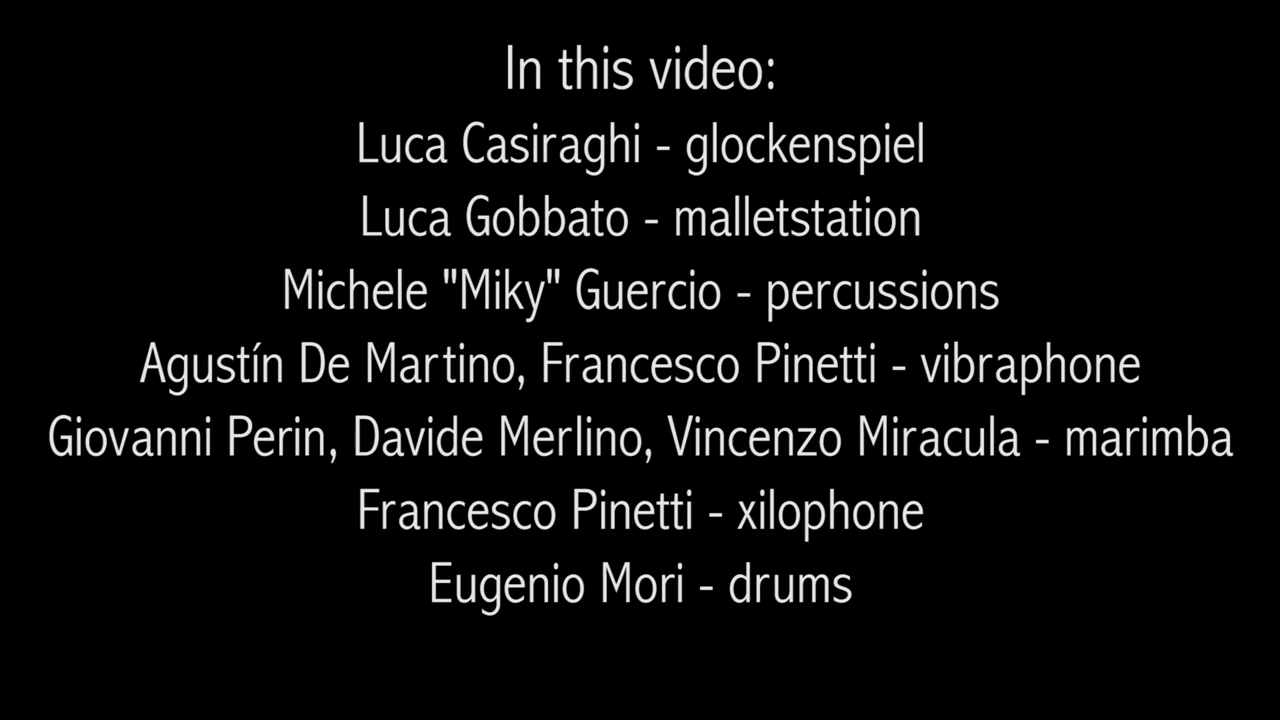 In this video:
Luca Casiraghi - glockenspiel
Luca Gobbato - malletstation
Michele "Miky" Guercio - percussions
Agustín De Martino, Francesco Pinetti - vibraphone
Giovanni Perin, Davide Merlino, Vincenzo Miracula - marimba
Francesco Pinetti - xilophone
Eugenio Mori - drums